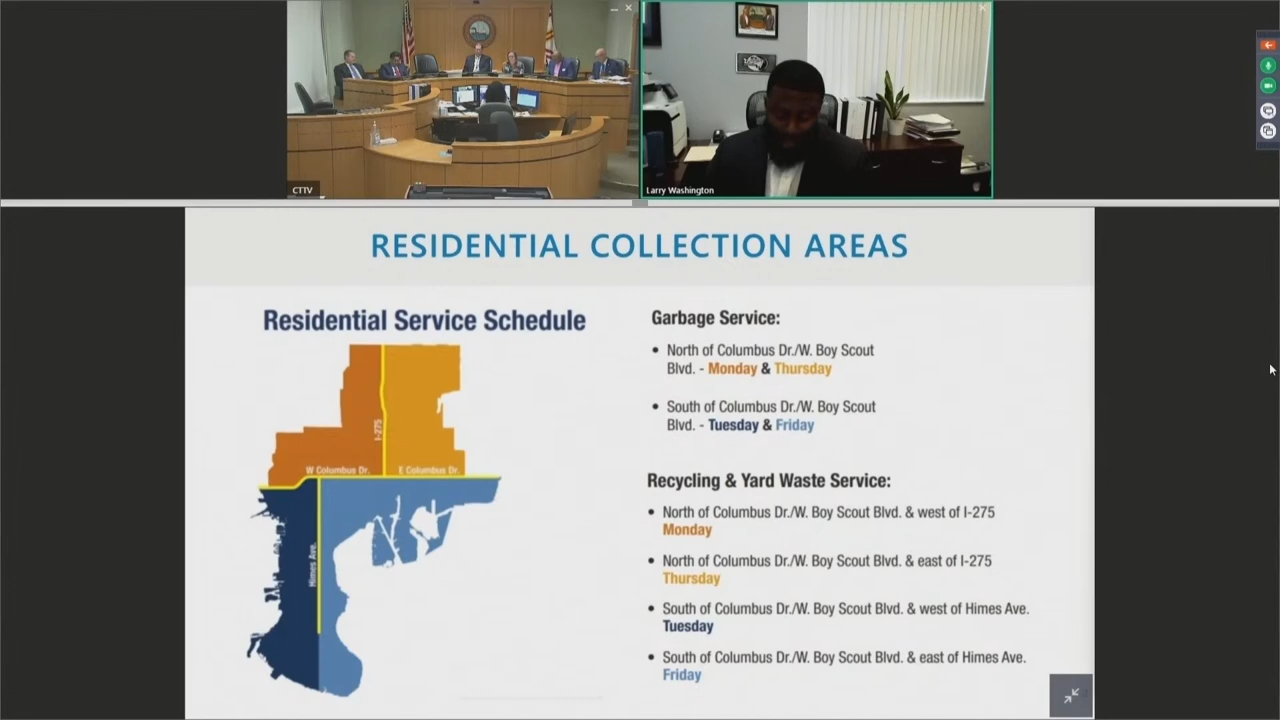 CTTV
Larry Washington
RESIDENTIAL COLLECTION AREAS
Residential Service Schedule
I-275
W Columbus Dr.
E Columbus Dr.
Himes Ave.
Garbage Service:
• North of Columbus Dr./W. Boy Scout
Blvd. - Monday & Thursday
• South of Columbus Dr./W. Boy Scout
Blvd. - Tuesday & Friday
Recycling & Yard Waste Service:
• North of Columbus Dr./W. Boy Scout Blvd. & west of I-275
Monday
• North of Columbus Dr./W. Boy Scout Blvd. & east of I-275
Thursday
• South of Columbus Dr./W. Boy Scout Blvd. & west of Himes Ave.
Tuesday
• South of Columbus Dr./W. Boy Scout Blvd. & east of Himes Ave.
Friday